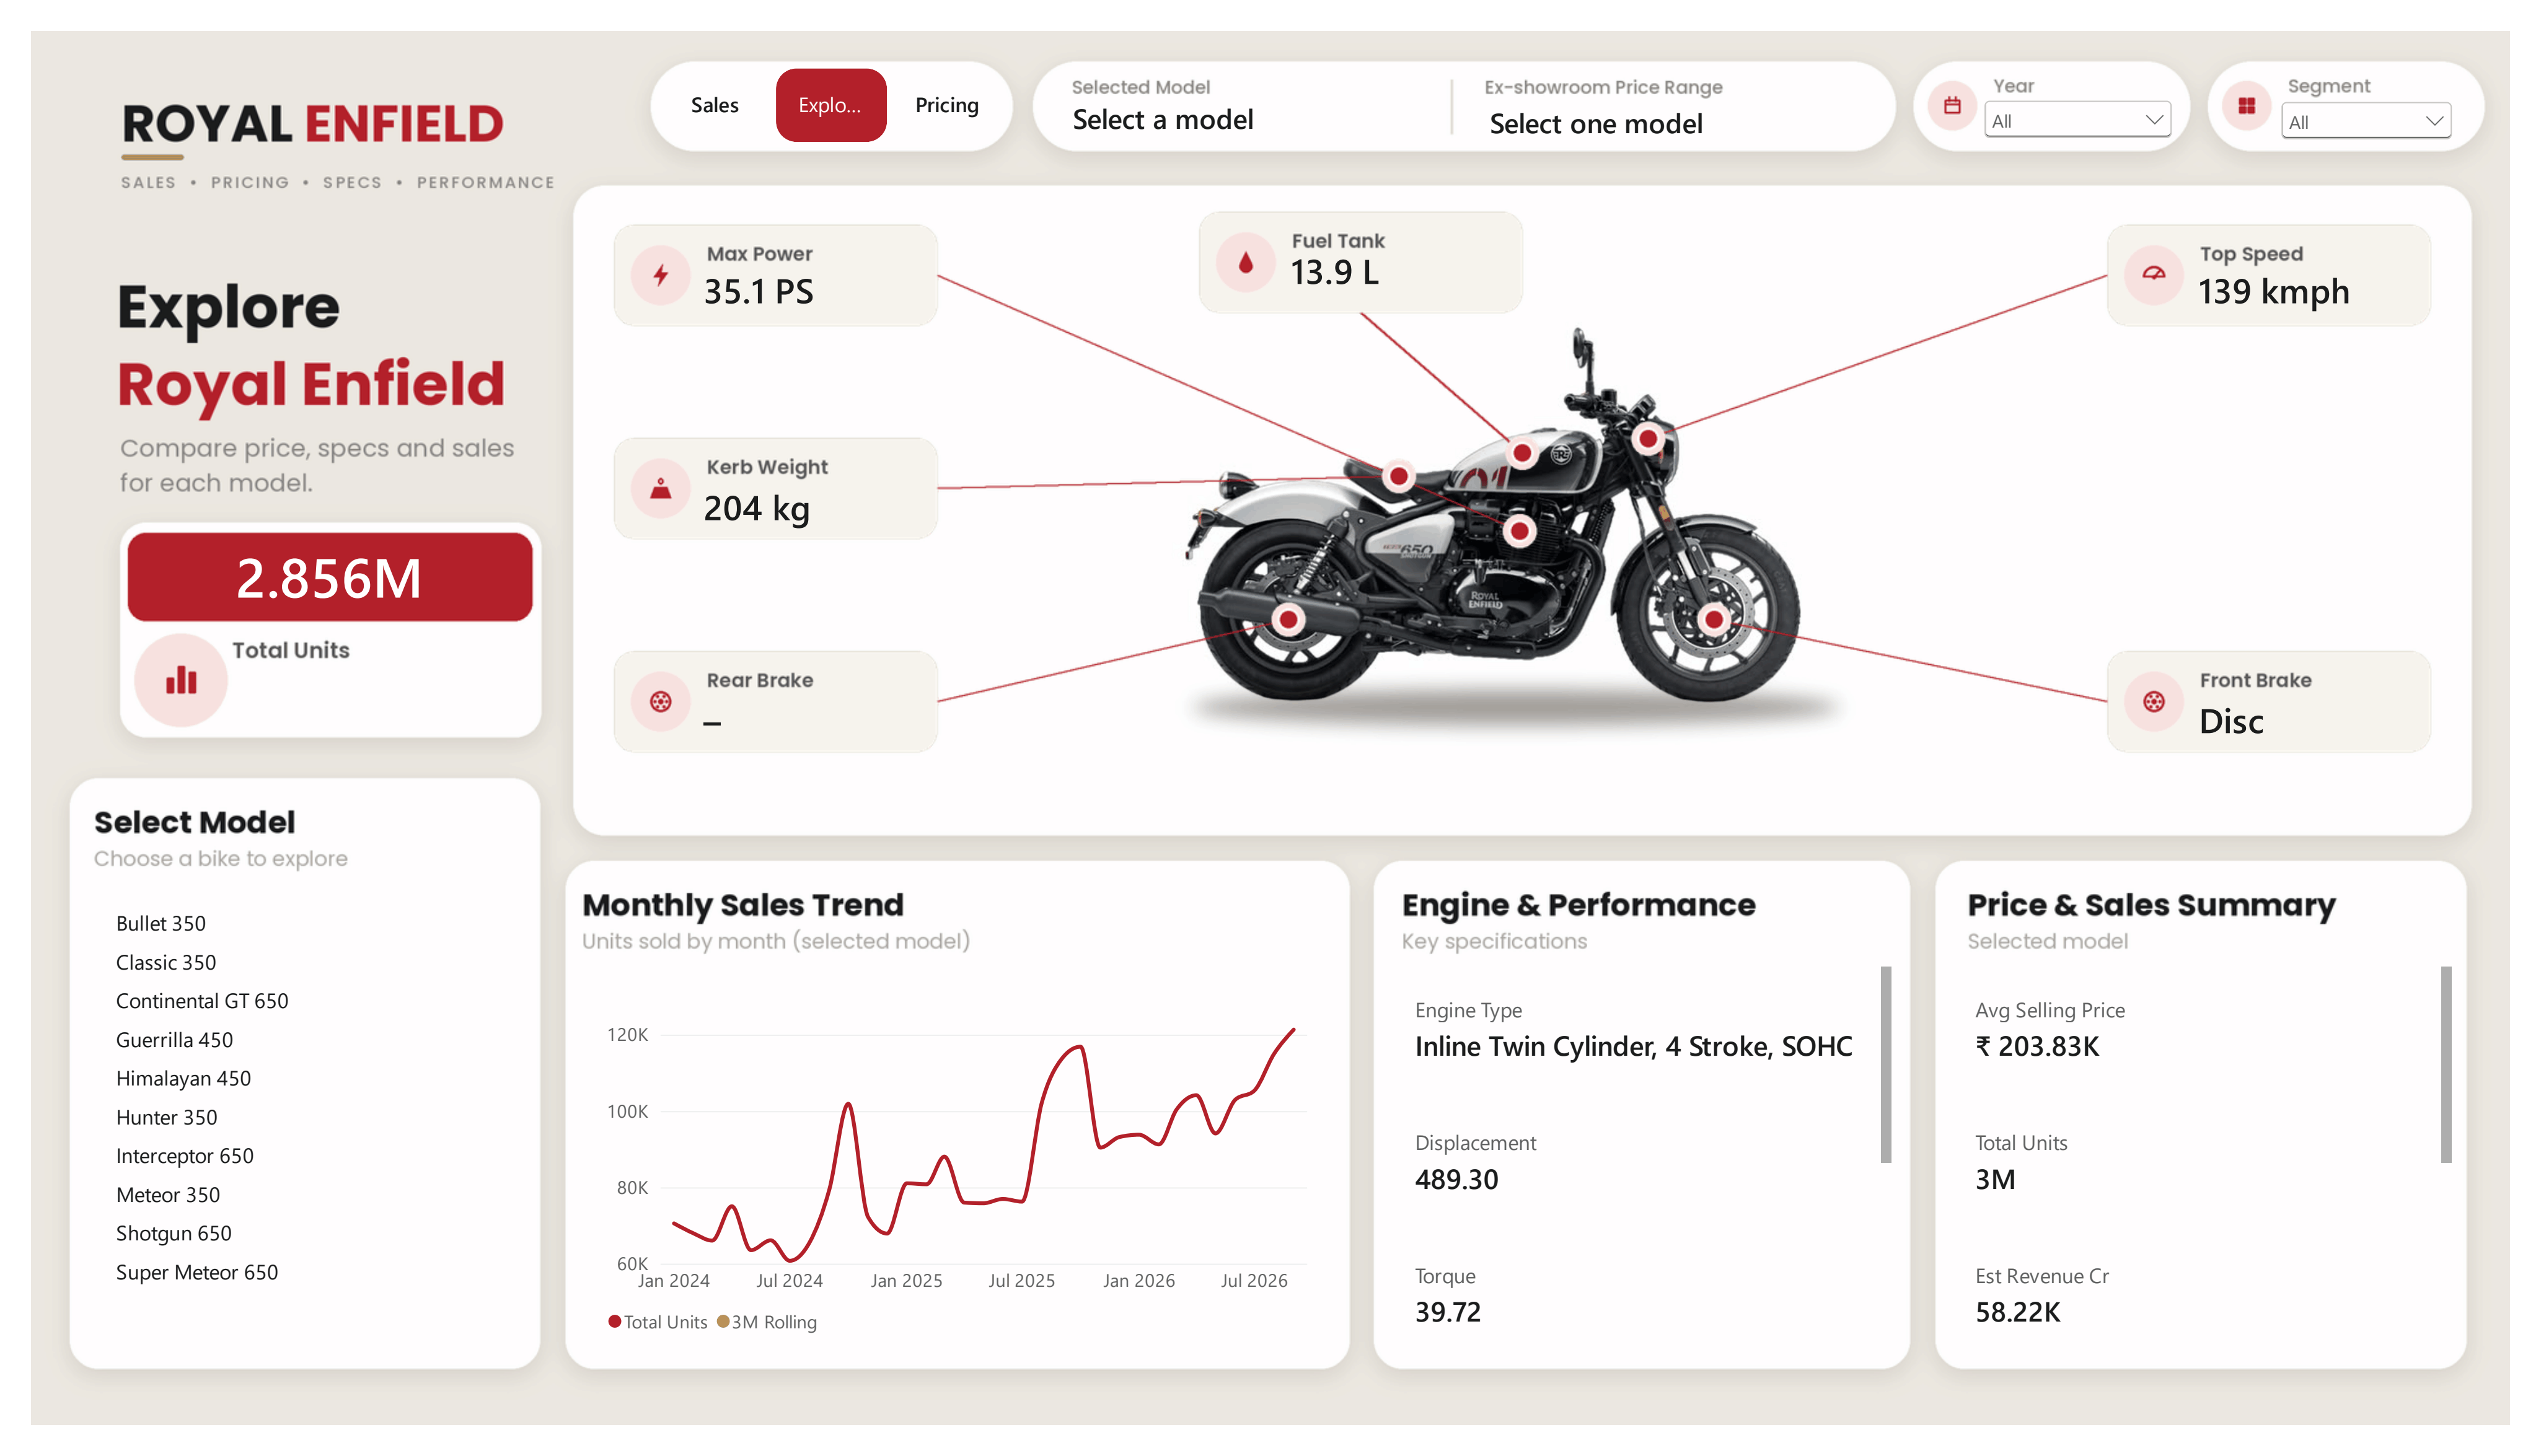 ROYAL ENFIELD
SALES • PRICING • SPECS • PERFORMANCE
Sales
Explo...
Pricing
Selected Model
Select a model
Ex-showroom Price Range
Select one model
Year
All
Segment
All
Explore
Royal Enfield
Compare price, specs and sales
for each model.
2.856M
Total Units
Max Power
35.1 PS
Fuel Tank
13.9 L
Top Speed
139 kmph
Kerb Weight
204 kg
Rear Brake
–
Front Brake
Disc
650
ROYAL
ENFIELD
Select Model
Choose a bike to explore
Bullet 350
Classic 350
Continental GT 650
Guerrilla 450
Himalayan 450
Hunter 350
Interceptor 650
Meteor 350
Shotgun 650
Super Meteor 650
Monthly Sales Trend
Units sold by month (selected model)
120K
100K
80K
60K
Jan 2024
Jul 2024
Jan 2025
Jul 2025
Jan 2026
Jul 2026
Total Units
3M Rolling
Engine & Performance
Key specifications
Engine Type
Inline Twin Cylinder, 4 Stroke, SOHC
Displacement
489.30
Torque
39.72
Price & Sales Summary
Selected model
Avg Selling Price
₹ 203.83K
Total Units
3M
Est Revenue Cr
58.22K